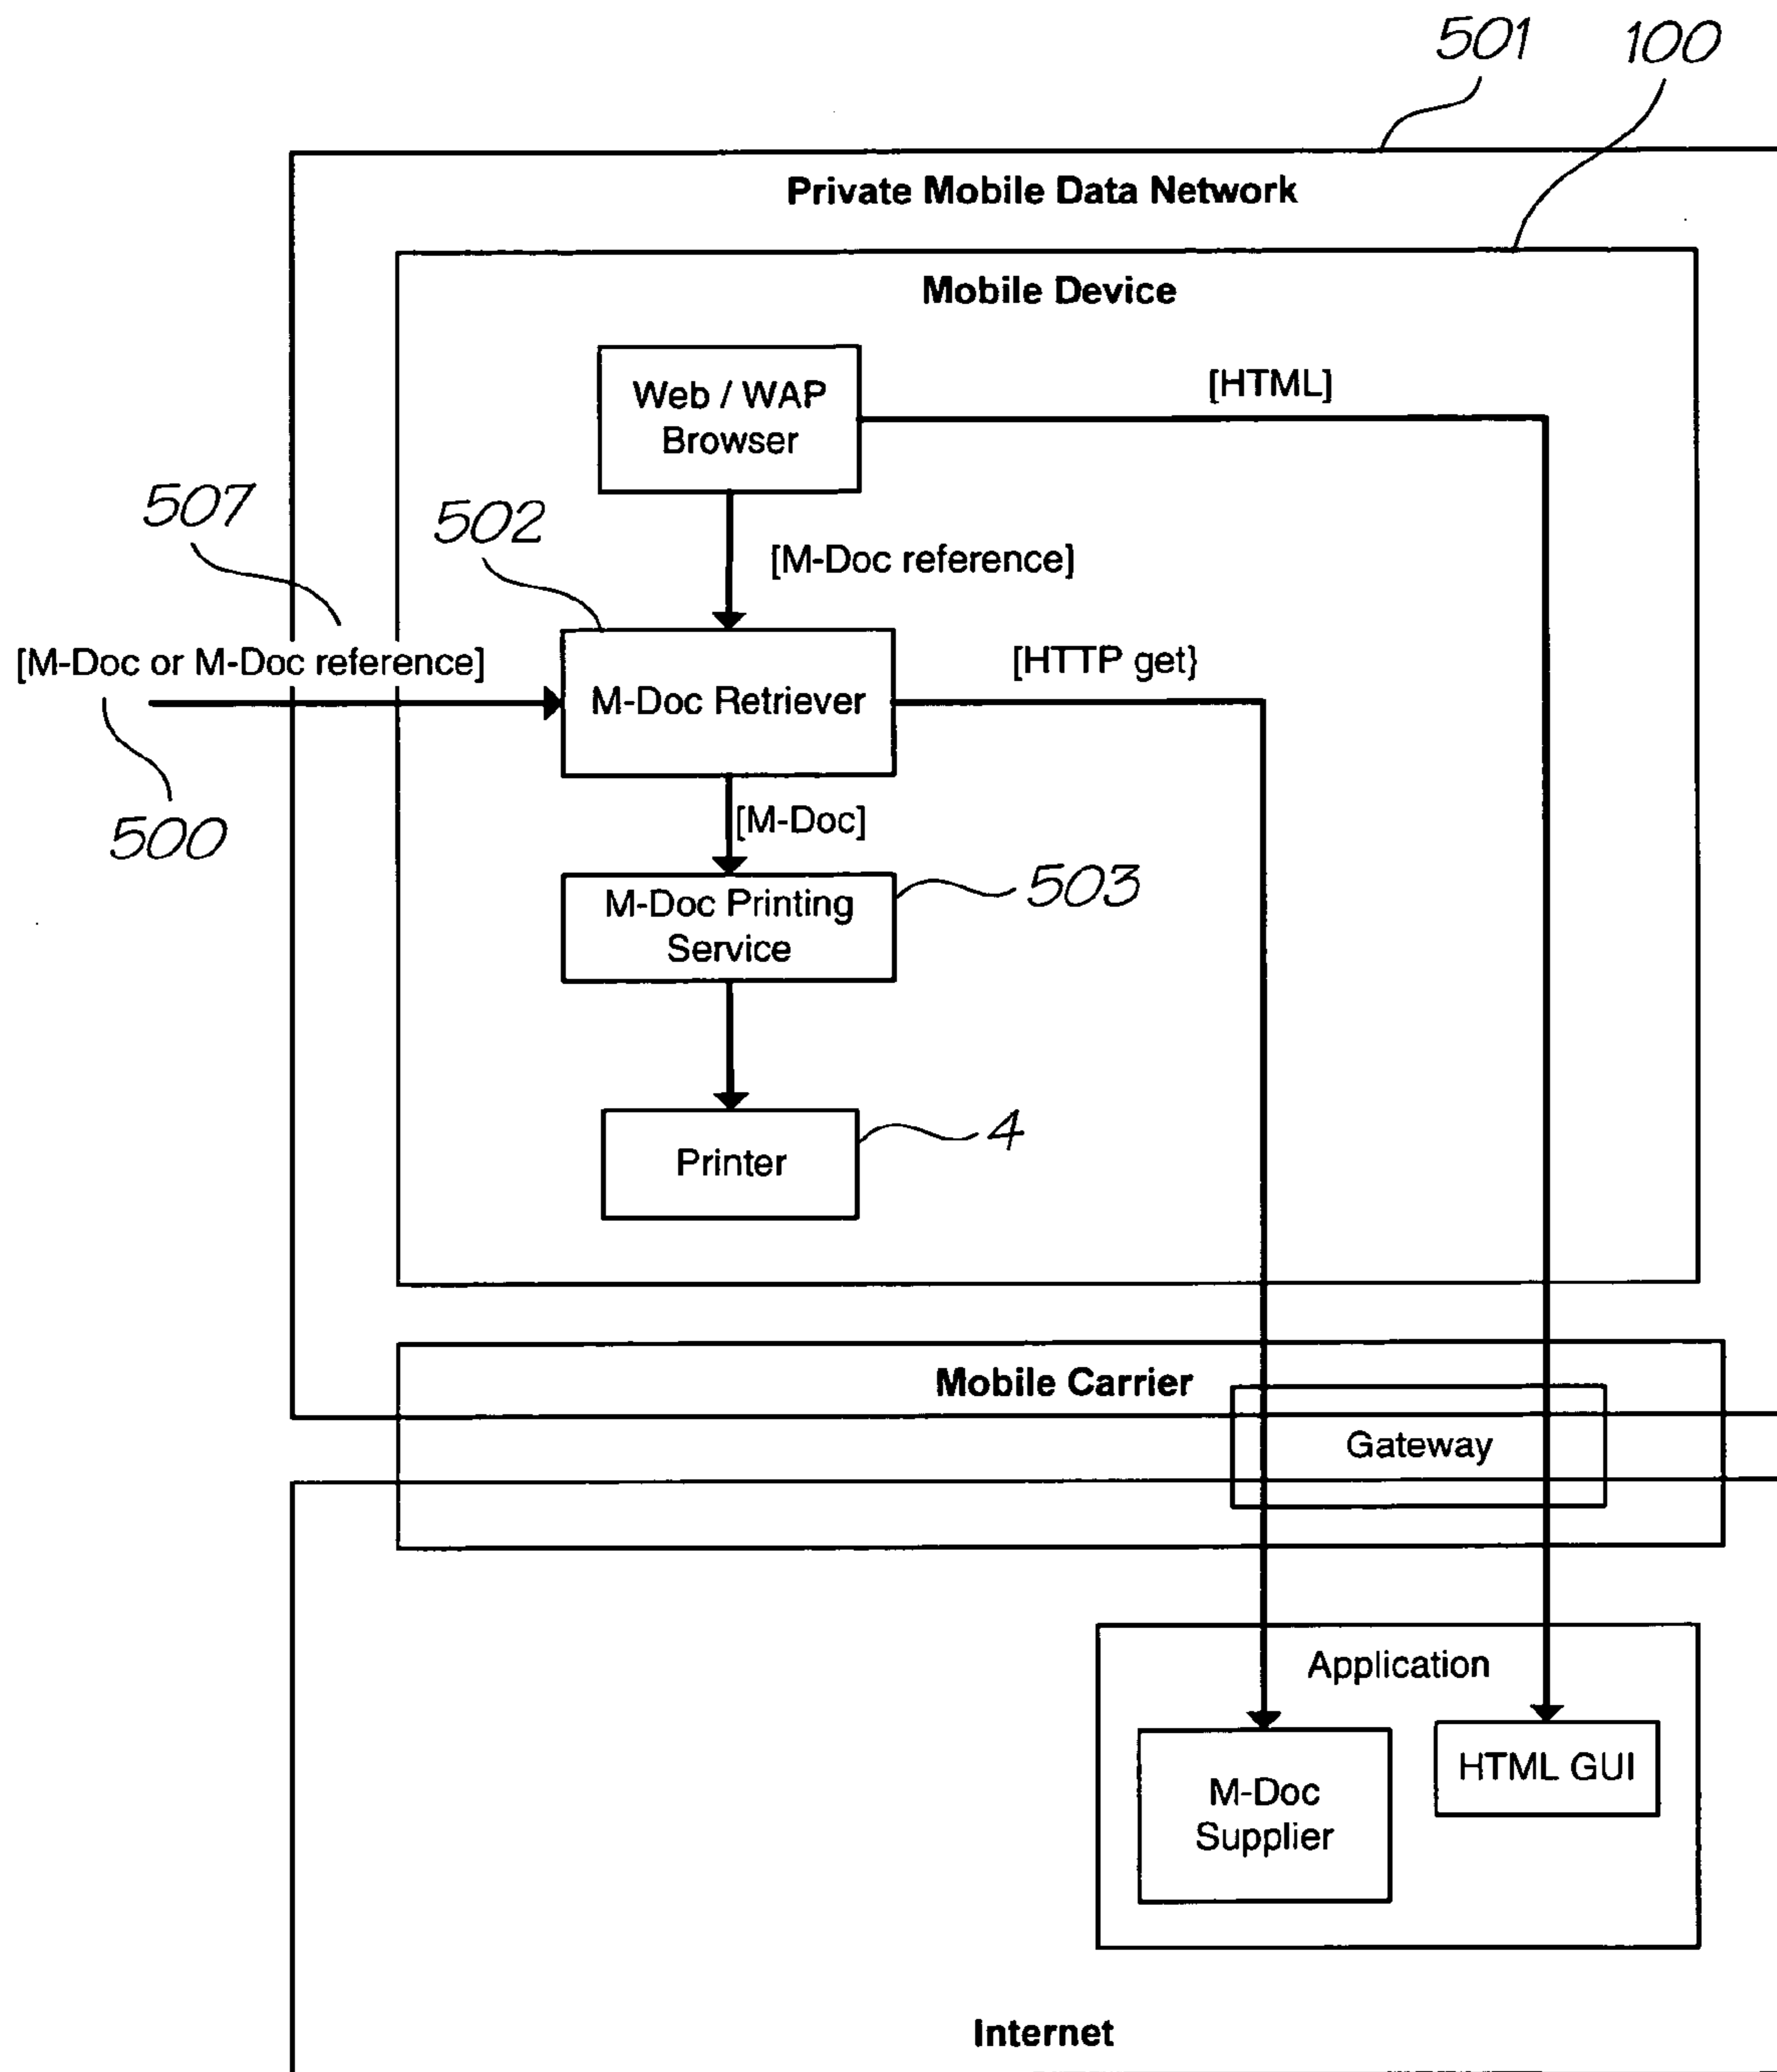 501
100
Private Mobile Data Network
Mobile Device
Web / WAP
Browser
[HTML]
507
502
[M-Doc reference]
[M-Doc or M-Doc reference]
M-Doc Retriever
[HTTP get}
500
[M-Doc]
M-Doc Printing
Service
503
Printer
4
Mobile Carrier
Gateway
Application
M-Doc
Supplier
HTML GUI
Internet